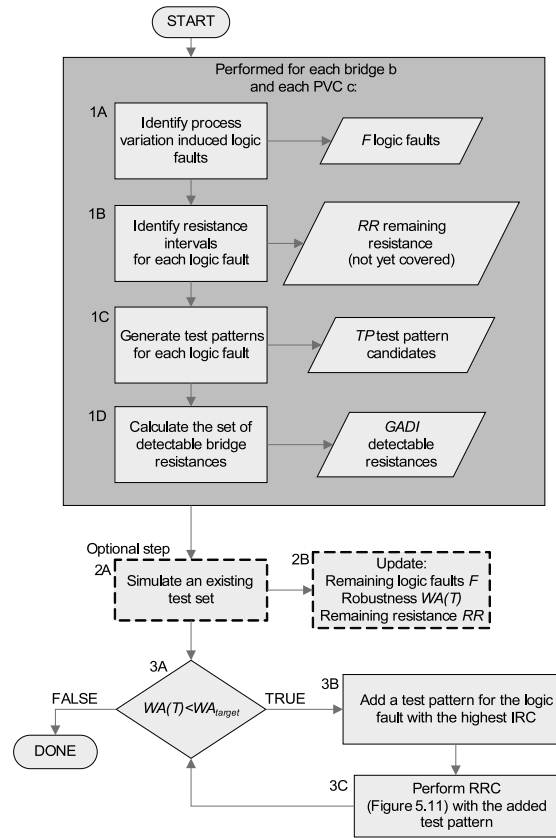 START
Performed for each bridge b
and each PVC c:
1A
Identify process
variation induced logic
faults
F logic faults
1B
Identify resistance
intervals
for each logic fault
RR remaining
resistance
(not yet covered)
1C
Generate test patterns
for each logic fault
TP test pattern
candidates
1D
Calculate the set of
detectable bridge
resistances
GADI
detectable
resistances
Optional step
2A
Simulate an existing
test set
2B
Update:
Remaining logic faults F
Robustness WA(T)
Remaining resistance RR
3A
WA(T)<WAtarget
FALSE
TRUE
DONE
3B
Add a test pattern for the logic
fault with the highest IRC
3C
Perform RRC
(Figure 5.11) with the added
test pattern